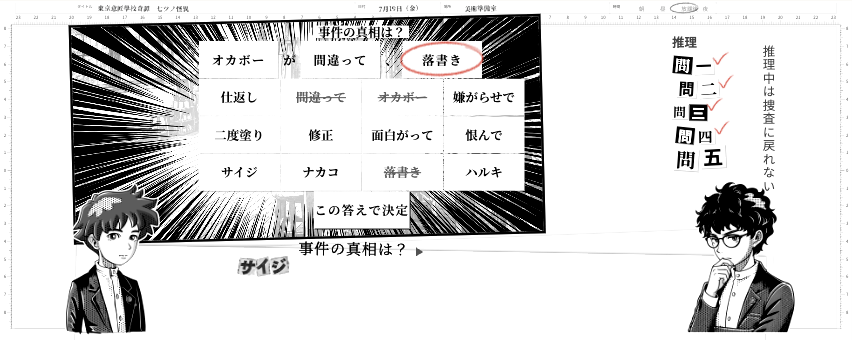 東京意匠學校奇譚 七ツノ怪異
7月19日（金）
美術準備室
事件の真相は？
オカボー が 間違って 、 落書き
仕返し 間違って オカボー 嫌がらせで
二度塗り 修正 面白がって 恨んで
サイジ ナカコ 落書き ハルキ
この答えで決定
事件の真相は？
サイジ
推理
問一
問二
問三
問四
問五
推理中は捜査に戻れない